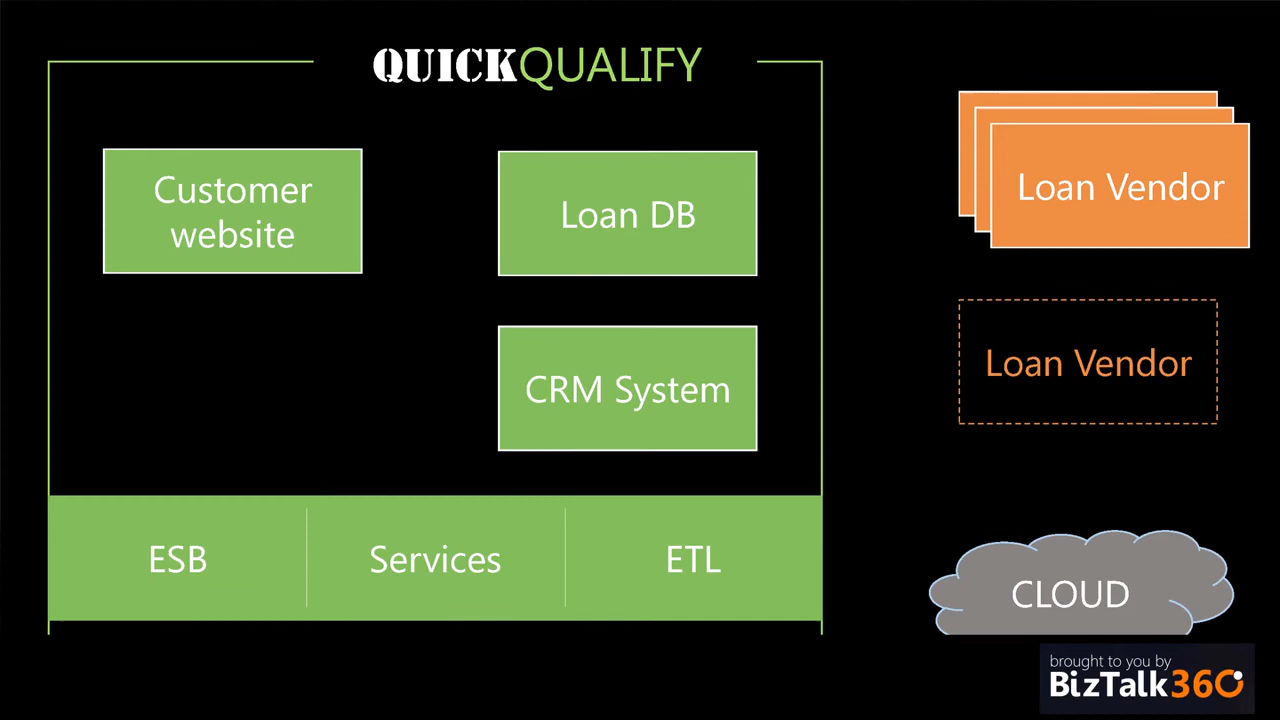 QUICKQUALIFY
Customer
website
Loan DB
CRM System
ESB
Services
ETL
Loan Vendor
Loan Vendor
CLOUD
brought to you by
BizTalk360